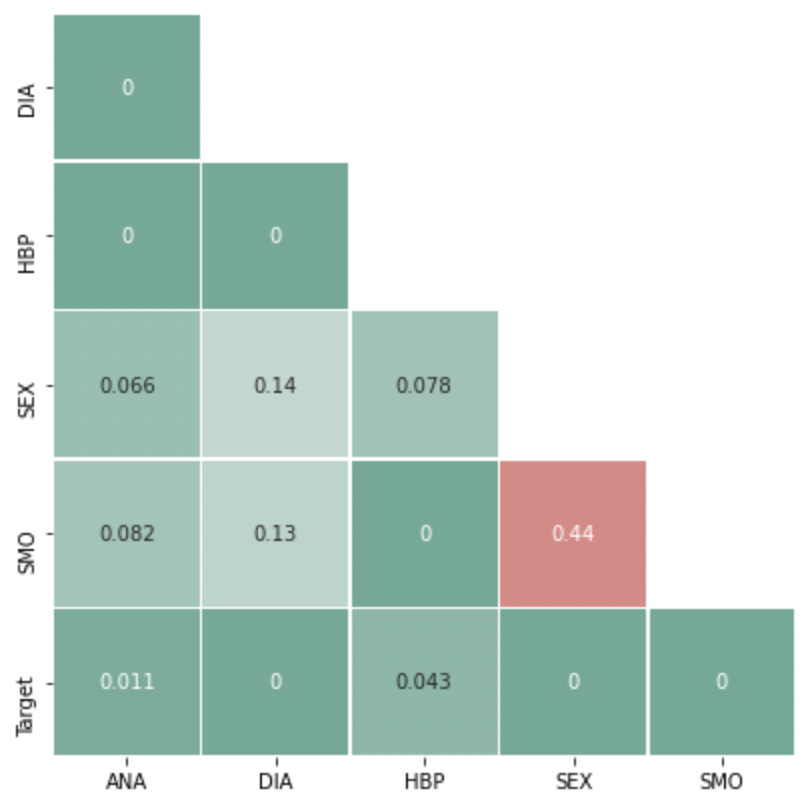 DIA 0
HBP 0 0
SEX 0.066 0.14 0.078
SMO 0.082 0.13 0 0.44
Target 0.011 0 0.043 0 0
ANA DIA HBP SEX SMO